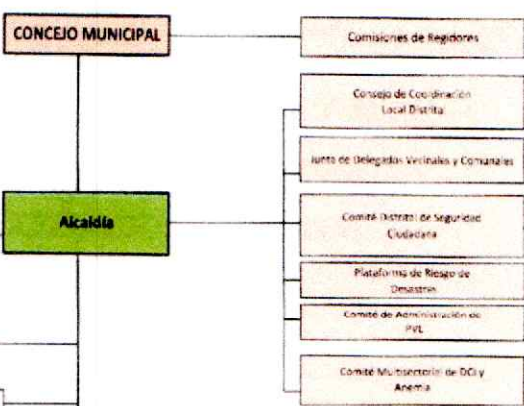 CONCEJO MUNICIPAL
Comisiones de Regidores
Consejo de Coordinación
Local Distrital
Junta de Delegados Vecinales y Comunales
Alcaldía
Comité Distrital de Seguridad
Ciudadana
Plataforma de Riesgo de
Desastres
Comité de Administración de
PVL
Comité Multisectorial de DCI y
Anemia